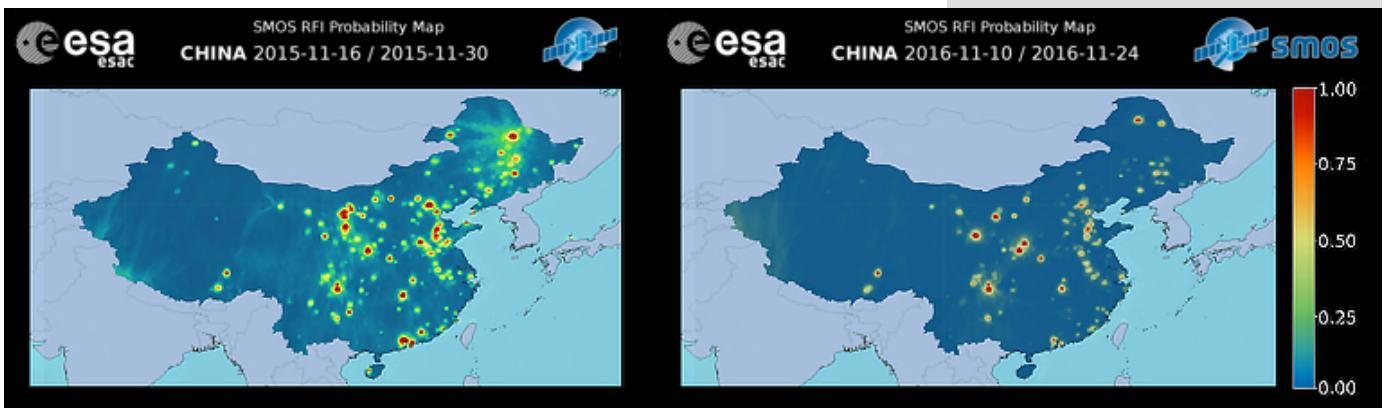 esa
esac
SMOS RFI Probability Map
CHINA 2015-11-16 / 2015-11-30
esa
esac
SMOS RFI Probability Map
CHINA 2016-11-10 / 2016-11-24
smos
1.00
0.75
0.50
0.25
0.00